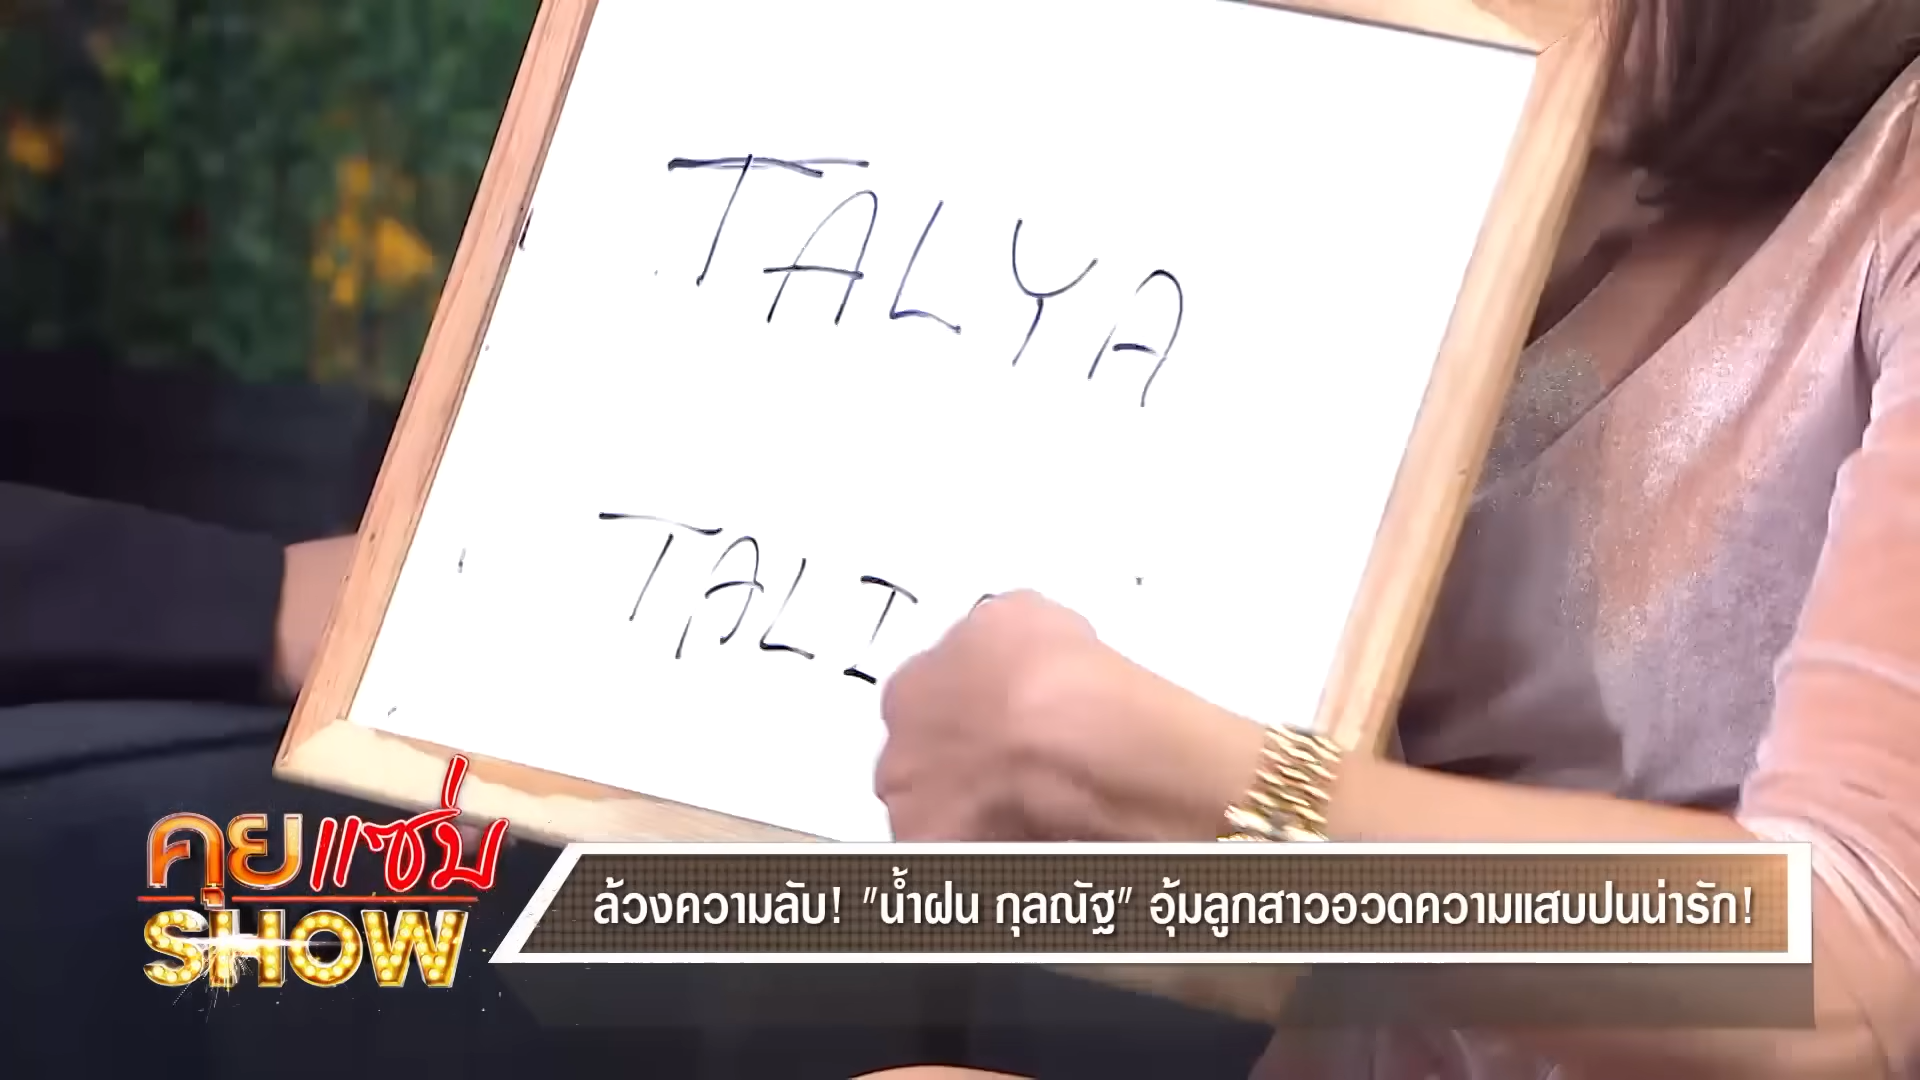 TALYA
TALI
คุยแซ่บ
SHOW
ล้วงความลับ! "น้ำฝน กุลณัฐ" อุ้มลูกสาวอวดความแสบปนน่ารัก!